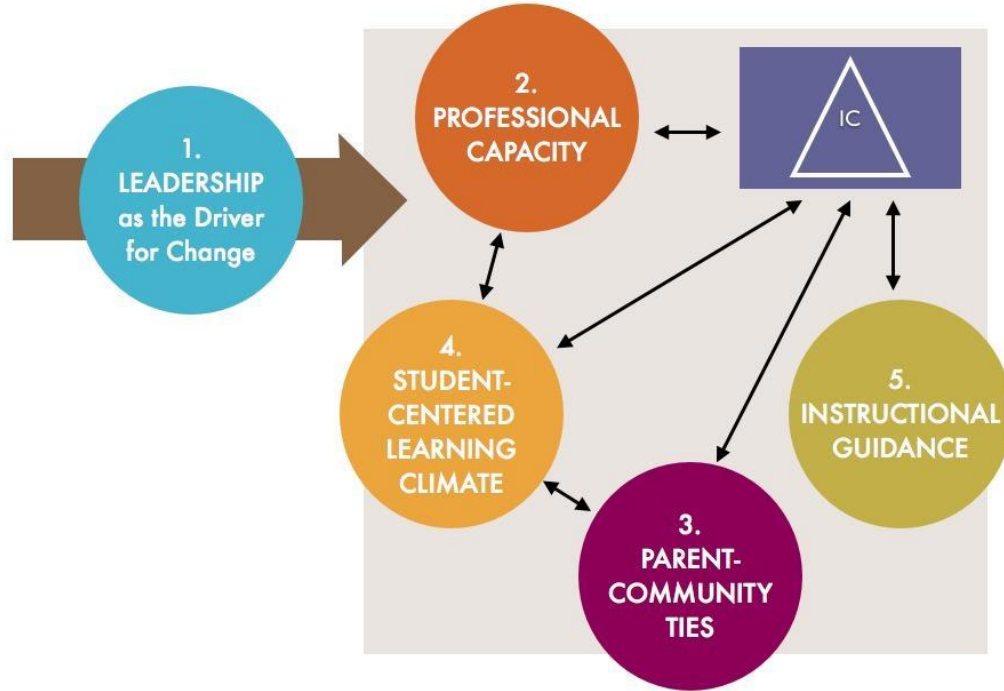 1.
LEADERSHIP
as the Driver
for Change
2.
PROFESSIONAL
CAPACITY
IC
4.
STUDENT-
CENTERED
LEARNING
CLIMATE
5.
INSTRUCTIONAL
GUIDANCE
3.
PARENT-
COMMUNITY
TIES